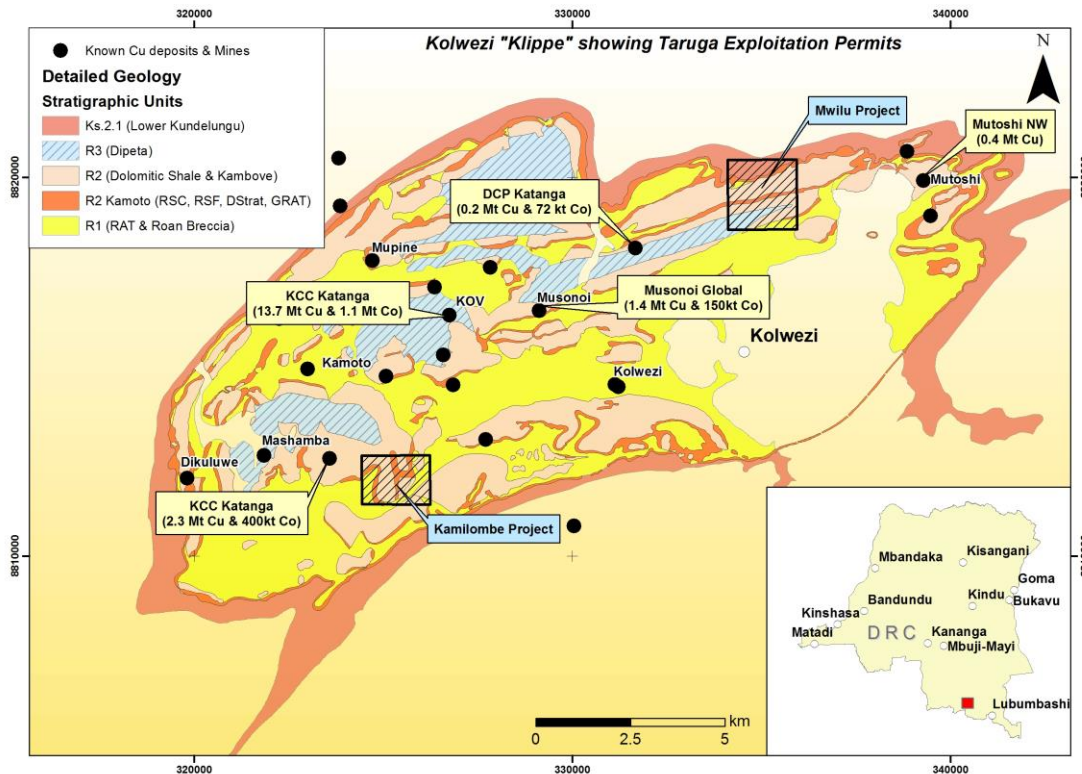 320000
330000
340000
Kolwezi "Klippe" showing Taruga Exploitation Permits
N
Known Cu deposits & Mines
Detailed Geology
Stratigraphic Units
Ks.2.1 (Lower Kundelungu)
R3 (Dipeta)
R2 (Dolomitic Shale & Kambove)
R2 Kamoto (RSC, RSF, DStrat, GRAT)
R1 (RAT & Roan Breccia)
Mwilu Project
Mutoshi NW
(0.4 Mt Cu)
8820000
Mutoshi
DCP Katanga
(0.2 Mt Cu & 72 kt Co)
Mupine
KCC Katanga
(13.7 Mt Cu & 1.1 Mt Co)
KOV
Musonoi
Musonoi Global
(1.4 Mt Cu & 150kt Co)
Kolwezi
Kamoto
Kolwezi
Mashamba
Dikuluwe
KCC Katanga
(2.3 Mt Cu & 400kt Co)
Kamilombe Project
8810000
Mbandaka
Kisangani
Goma
Kindu
Bukavu
Bandundu
Kinshasa
Matadi
DRC
Kananga
Mbuji-Mayi
Lubumbashi
km
0
2.5
5
320000
330000
340000